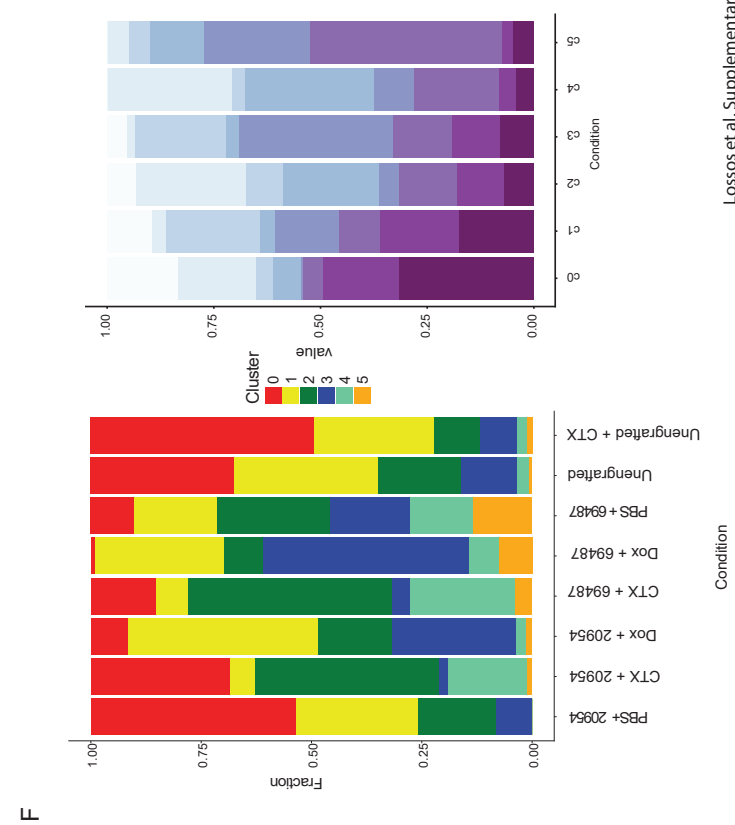 F
Fraction
1.00
0.75
0.50
0.25
0.00
PBS+ 20954
CTX + 20954
Dox + 20954
CTX + 69487
Dox + 69487
PBS + 69487
Unengrafted
Unengrafted + CTX
Condition
Cluster
0
1
2
3
4
5
value
1.00
0.75
0.50
0.25
0.00
c0
c1
c2
c3
c4
c5
Condition
Lossos et al. Supplementar